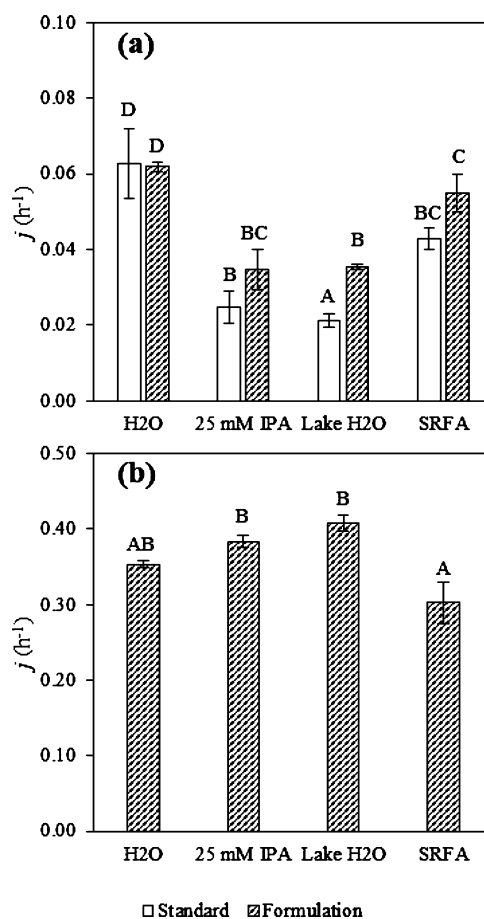 (a)
0.10
0.08
0.06
0.04
0.02
0.00
j (h-1)
D
D
B
BC
A
B
BC
C
H2O 25 mM IPA Lake H2O SRFA
(b)
0.50
0.40
0.30
0.20
0.10
0.00
j (h-1)
AB
B
B
A
H2O 25 mM IPA Lake H2O SRFA
Standard Formulation